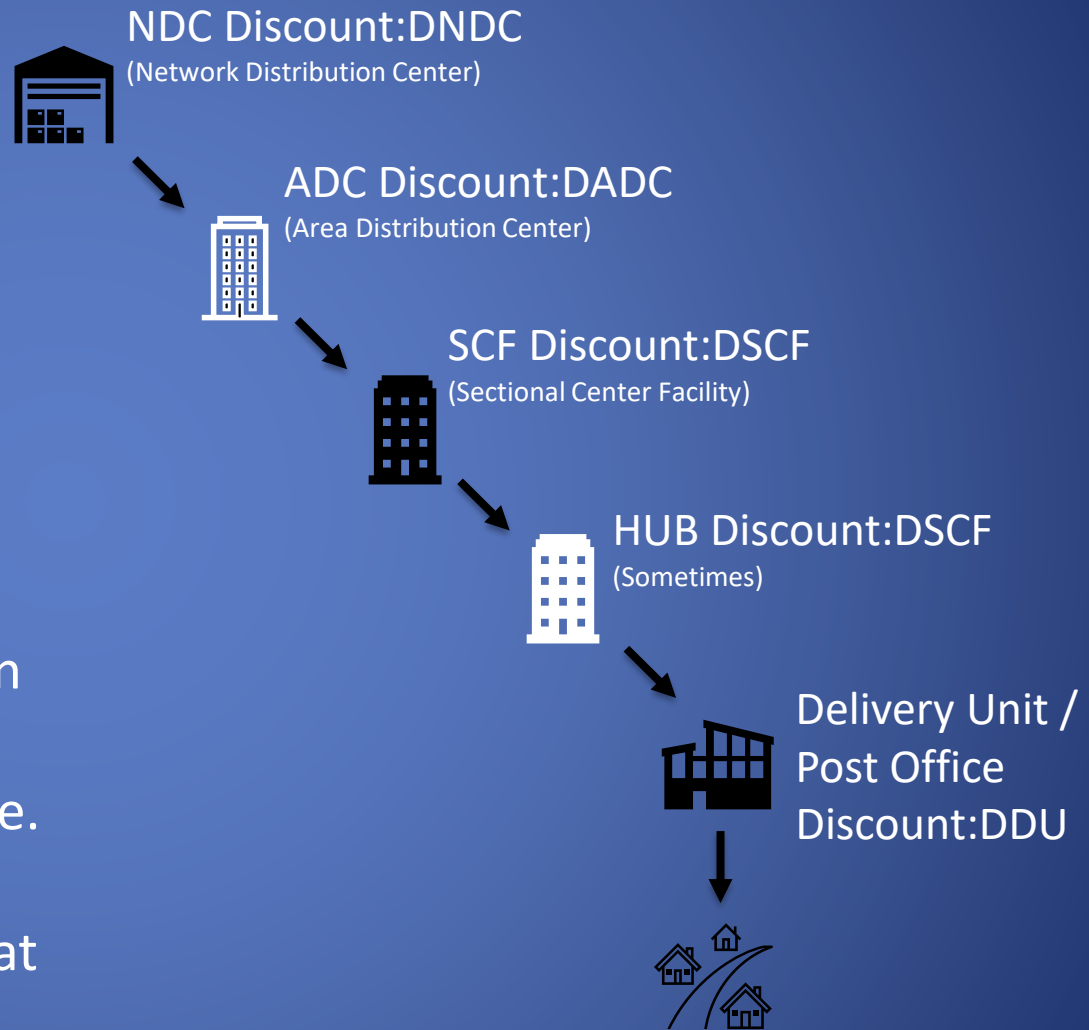 NDC Discount:DNDC
(Network Distribution Center)
ADC Discount:DADC
(Area Distribution Center)
SCF Discount:DSCF
(Sectional Center Facility)
HUB Discount:DSCF
(Sometimes)
Delivery Unit /
Post Office
Discount:DDU
at